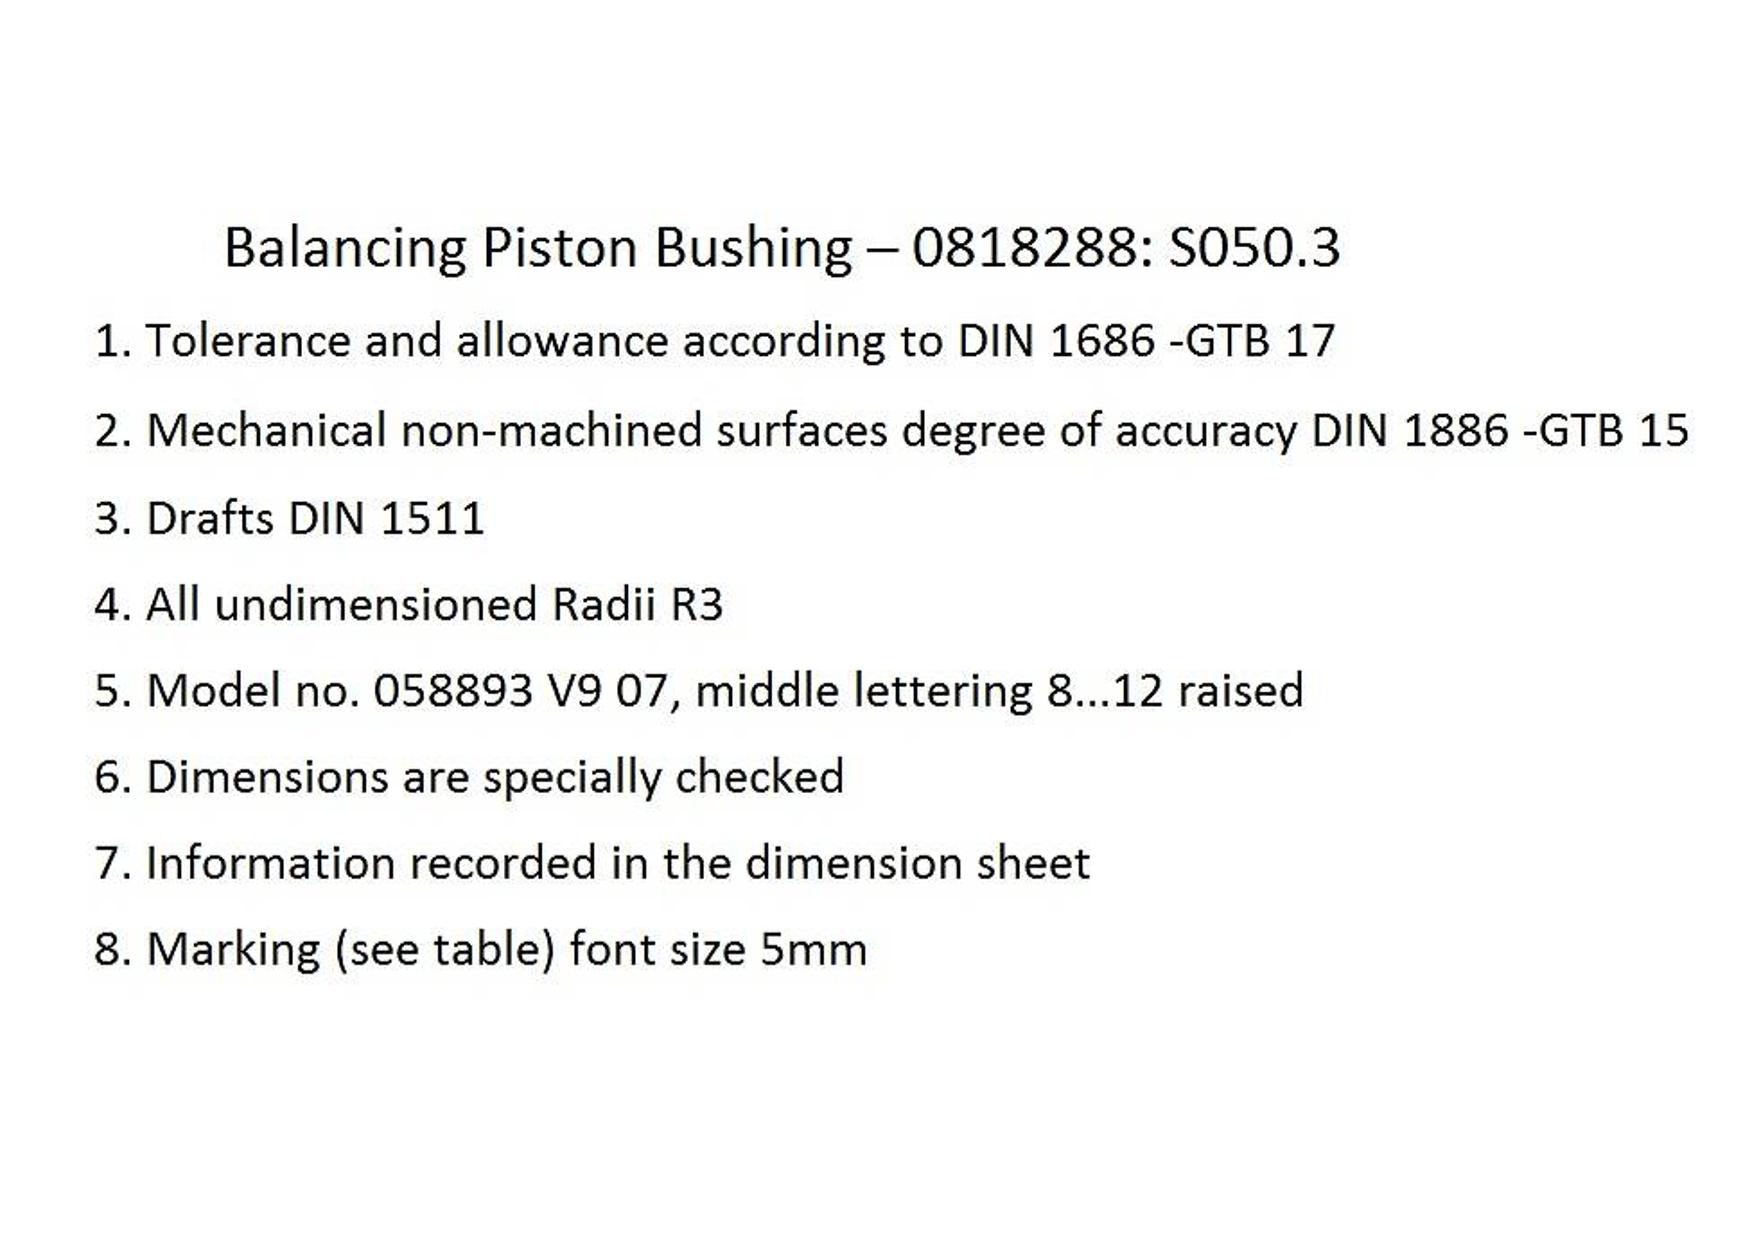 Balancing Piston Bushing – 0818288: S050.3
1. Tolerance and allowance according to DIN 1686 -GTB 17
2. Mechanical non-machined surfaces degree of accuracy DIN 1886 -GTB 15
3. Drafts DIN 1511
4. All undimensioned Radii R3
5. Model no. 058893 V9 07, middle lettering 8...12 raised
6. Dimensions are specially checked
7. Information recorded in the dimension sheet
8. Marking (see table) font size 5mm